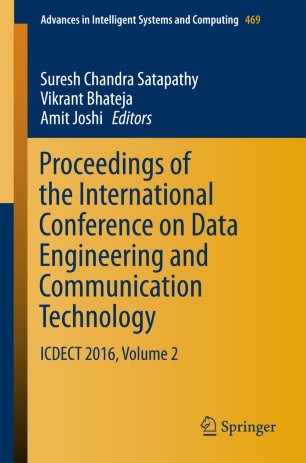 Advances in Intelligent Systems and Computing 469
Suresh Chandra Satapathy
Vikrant Bhateja
Amit Joshi Editors
Proceedings of
the International
Conference on Data
Engineering and
Communication
Technology
ICDECT 2016, Volume 2
Springer